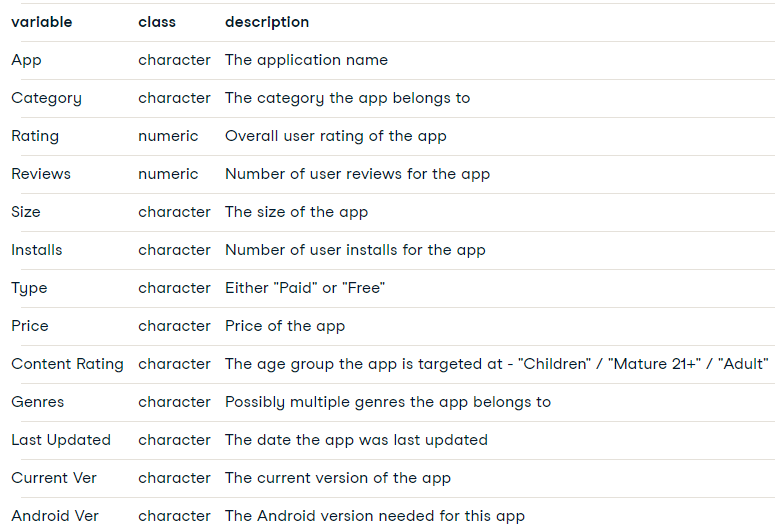 variable class description
App character The application name
Category character The category the app belongs to
Rating numeric Overall user rating of the app
Reviews numeric Number of user reviews for the app
Size character The size of the app
Installs character Number of user installs for the app
Type character Either "Paid" or "Free"
Price character Price of the app
Content Rating character The age group the app is targeted at - "Children" / "Mature 21+" / "Adult"
Genres character Possibly multiple genres the app belongs to
Last Updated character The date the app was last updated
Current Ver character The current version of the app
Android Ver character The Android version needed for this app